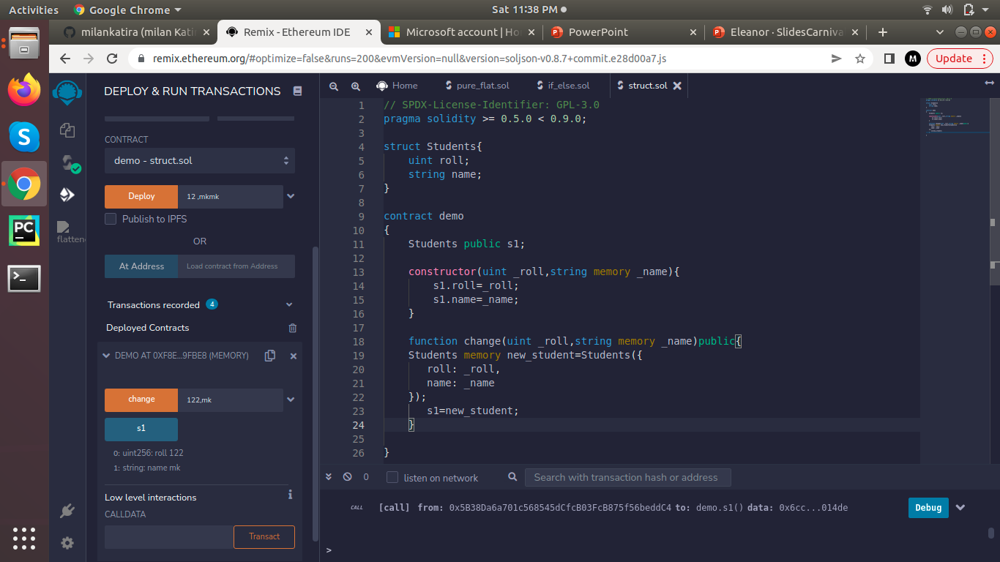 Activities
Google Chrome
Sat 11:38 PM
milankatira (milan Kati
Remix - Ethereum IDE
Microsoft account | Ho
PowerPoint
Eleanor · SlidesCarniva
remix.ethereum.org/#optimize=false&runs=200&evmVersion=null&version=soljson-v0.8.7+commit.e28d00a7.js
M
Update
DEPLOY & RUN TRANSACTIONS
CONTRACT
demo - struct.sol
Deploy
12 ,mkmk
Publish to IPFS
OR
At Address
Load contract from Address
Transactions recorded 4
Deployed Contracts
DEMO AT 0XF8E...9FBE8 (MEMORY)
change
122,mk
s1
0: uint256: roll 122
1: string: name mk
Low level interactions
CALLDATA
Transact
flattene
PC
Home
pure_flat.sol
if_else.sol
struct.sol
1 // SPDX-License-Identifier: GPL-3.0
2 pragma solidity >= 0.5.0 < 0.9.0;
3
4 struct Students{
5 uint roll;
6 string name;
7 }
8
9 contract demo
10 {
11 Students public s1;
12
13 constructor(uint _roll,string memory _name){
14 s1.roll=_roll;
15 s1.name=_name;
16 }
17
18 function change(uint _roll,string memory _name)public{
19 Students memory new_student=Students({
20 roll: _roll,
21 name: _name
22 });
23 s1=new_student;
24 }
25
26 }
0
listen on network
Search with transaction hash or address
CALL [call] from: 0x5B38Da6a701c568545dCfcB03FcB875f56beddC4 to: demo.s1() data: 0x6cc...014de
Debug
>